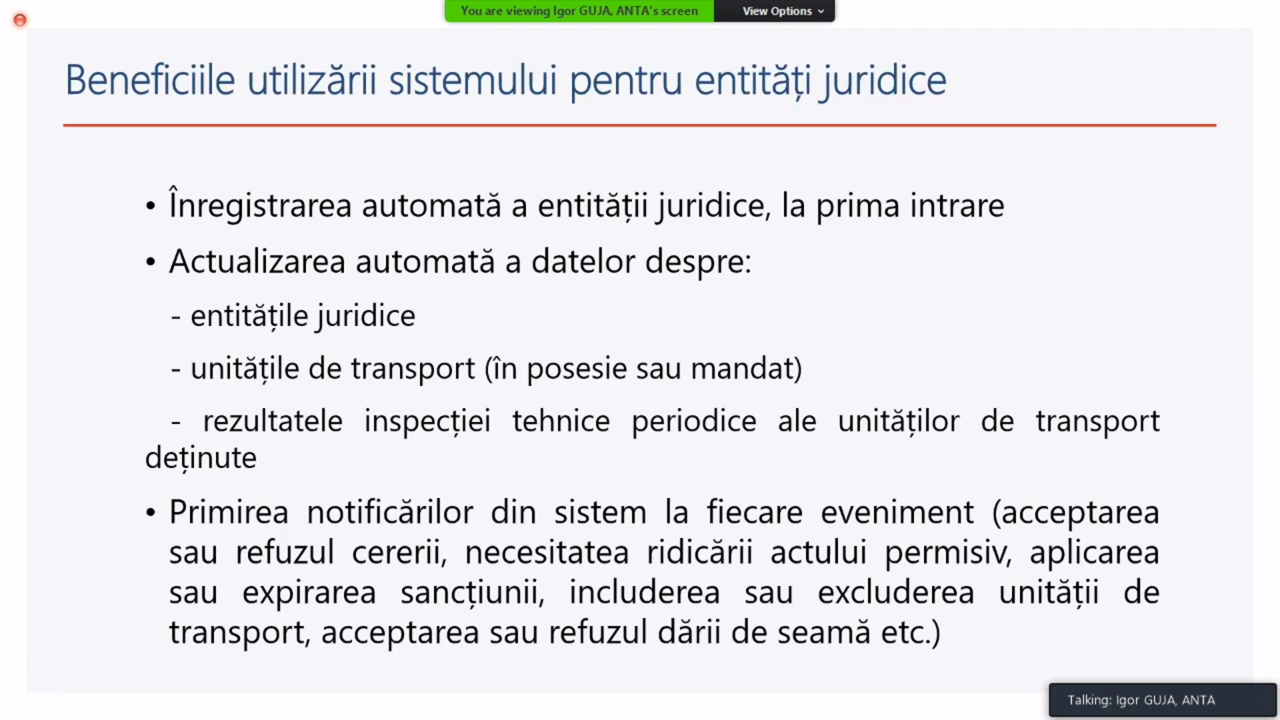 You are viewing Igor GUJA, ANTA's screen
View Options
Beneficiile utilizării sistemului pentru entități juridice
• Înregistrarea automată a entității juridice, la prima intrare
• Actualizarea automată a datelor despre:
- entitățile juridice
- unitățile de transport (în posesie sau mandat)
- rezultatele inspecției tehnice periodice ale unităților de transport
deținute
• Primirea notificărilor din sistem la fiecare eveniment (acceptarea
sau refuzul cererii, necesitatea ridicării actului permisiv, aplicarea
sau expirarea sancțiunii, includerea sau excluderea unității de
transport, acceptarea sau refuzul dării de seamă etc.)
Talking: Igor GUJA, ANTA